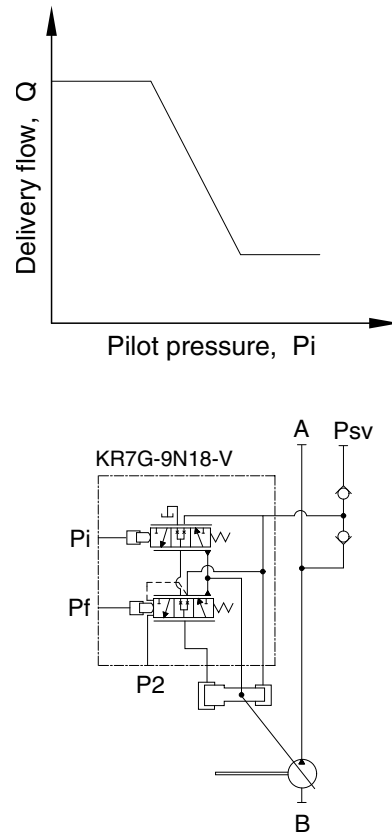 Delivery flow, Q
Pilot pressure, Pi
A Psv
KR7G-9N18-V
Pi
Pf
P2
B